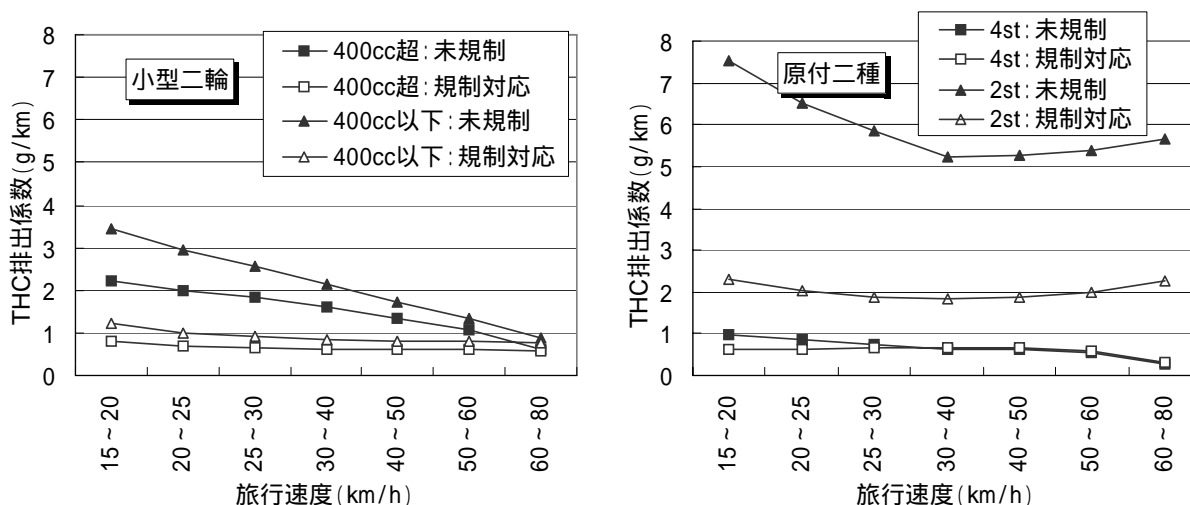 小型二輪
400cc超：未規制
400cc超：規制対応
400cc以下：未規制
400cc以下：規制対応
THC排出係数(g/km)
8
7
6
5
4
3
2
1
0
15～20
20～25
25～30
30～40
40～50
50～60
60～80
旅行速度(km/h)
原付二種
4st：未規制
4st：規制対応
2st：未規制
2st：規制対応
THC排出係数(g/km)
8
7
6
5
4
3
2
1
0
15～20
20～25
25～30
30～40
40～50
50～60
60～80
旅行速度(km/h)